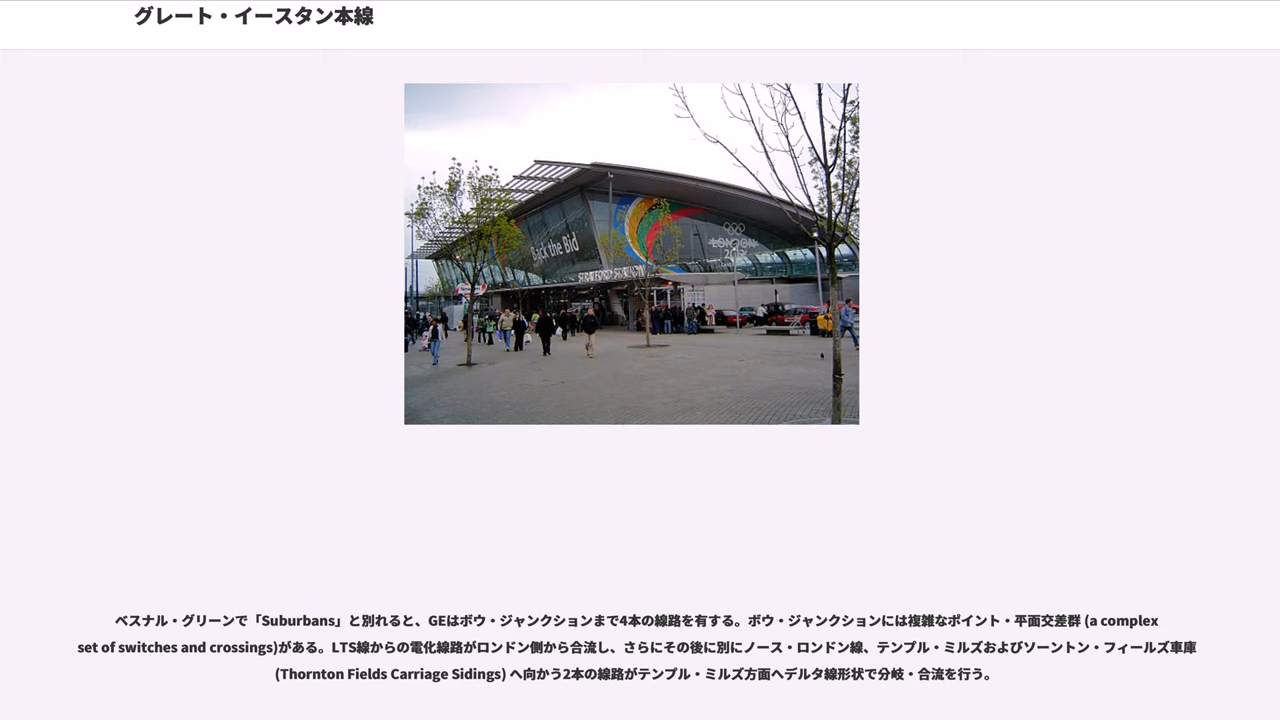 グレート・イースタン本線
Back the Bid
LONDON
2012
STRATFORD STATION
ベスナル・グリーンで「Suburbans」と別れると、GEはボウ・ジャンクションまで4本の線路を有する。ボウ・ジャンクションには複雑なポイント・平面交差群 (a complex
set of switches and crossings)がある。LTS線からの電化線路がロンドン側から合流し、さらにその後に別にノース・ロンドン線、テンプル・ミルズおよびソーントン・フィールズ車庫
(Thornton Fields Carriage Sidings) へ向かう2本の線路がテンプル・ミルズ方面へデルタ線形状で分岐・合流を行う。